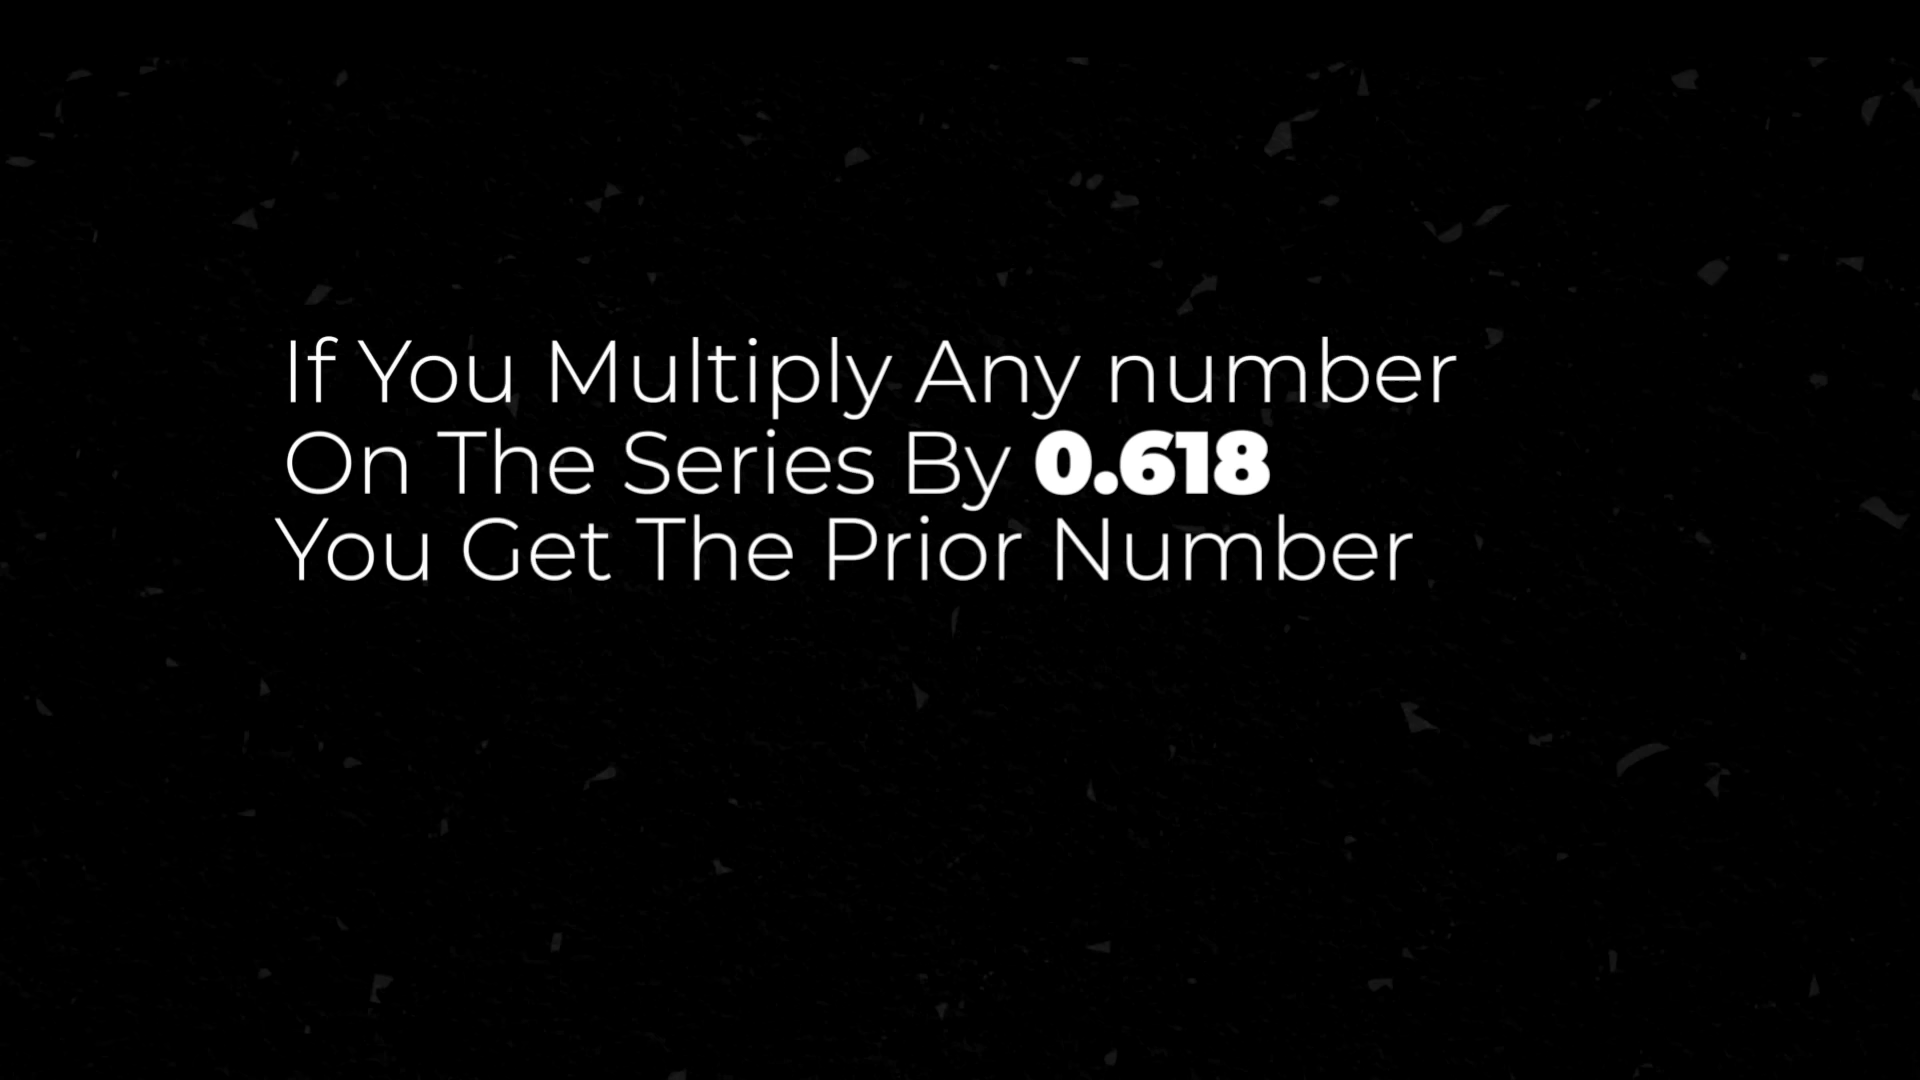 If You Multiply Any number
On The Series By 0.618
You Get The Prior Number